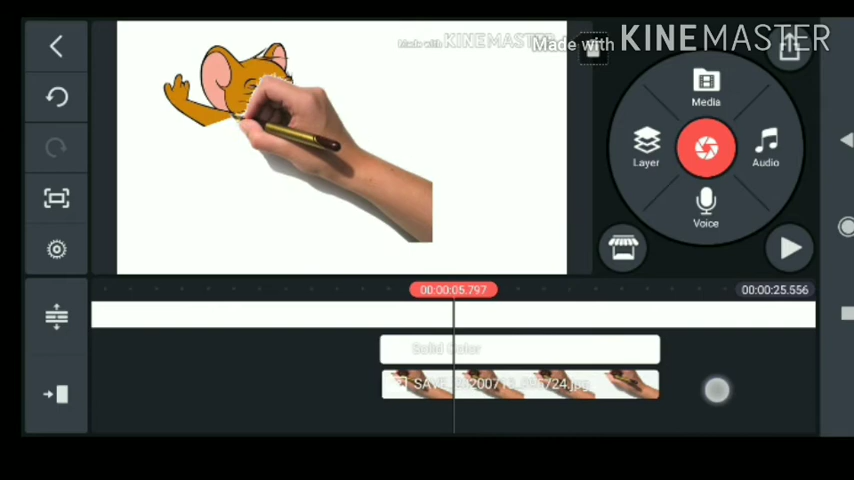 Made with KINEMASTER
Made with KINEMASTER
Media
Layer
Audio
Voice
00:00:05.797
00:00:25.556
Solid Color